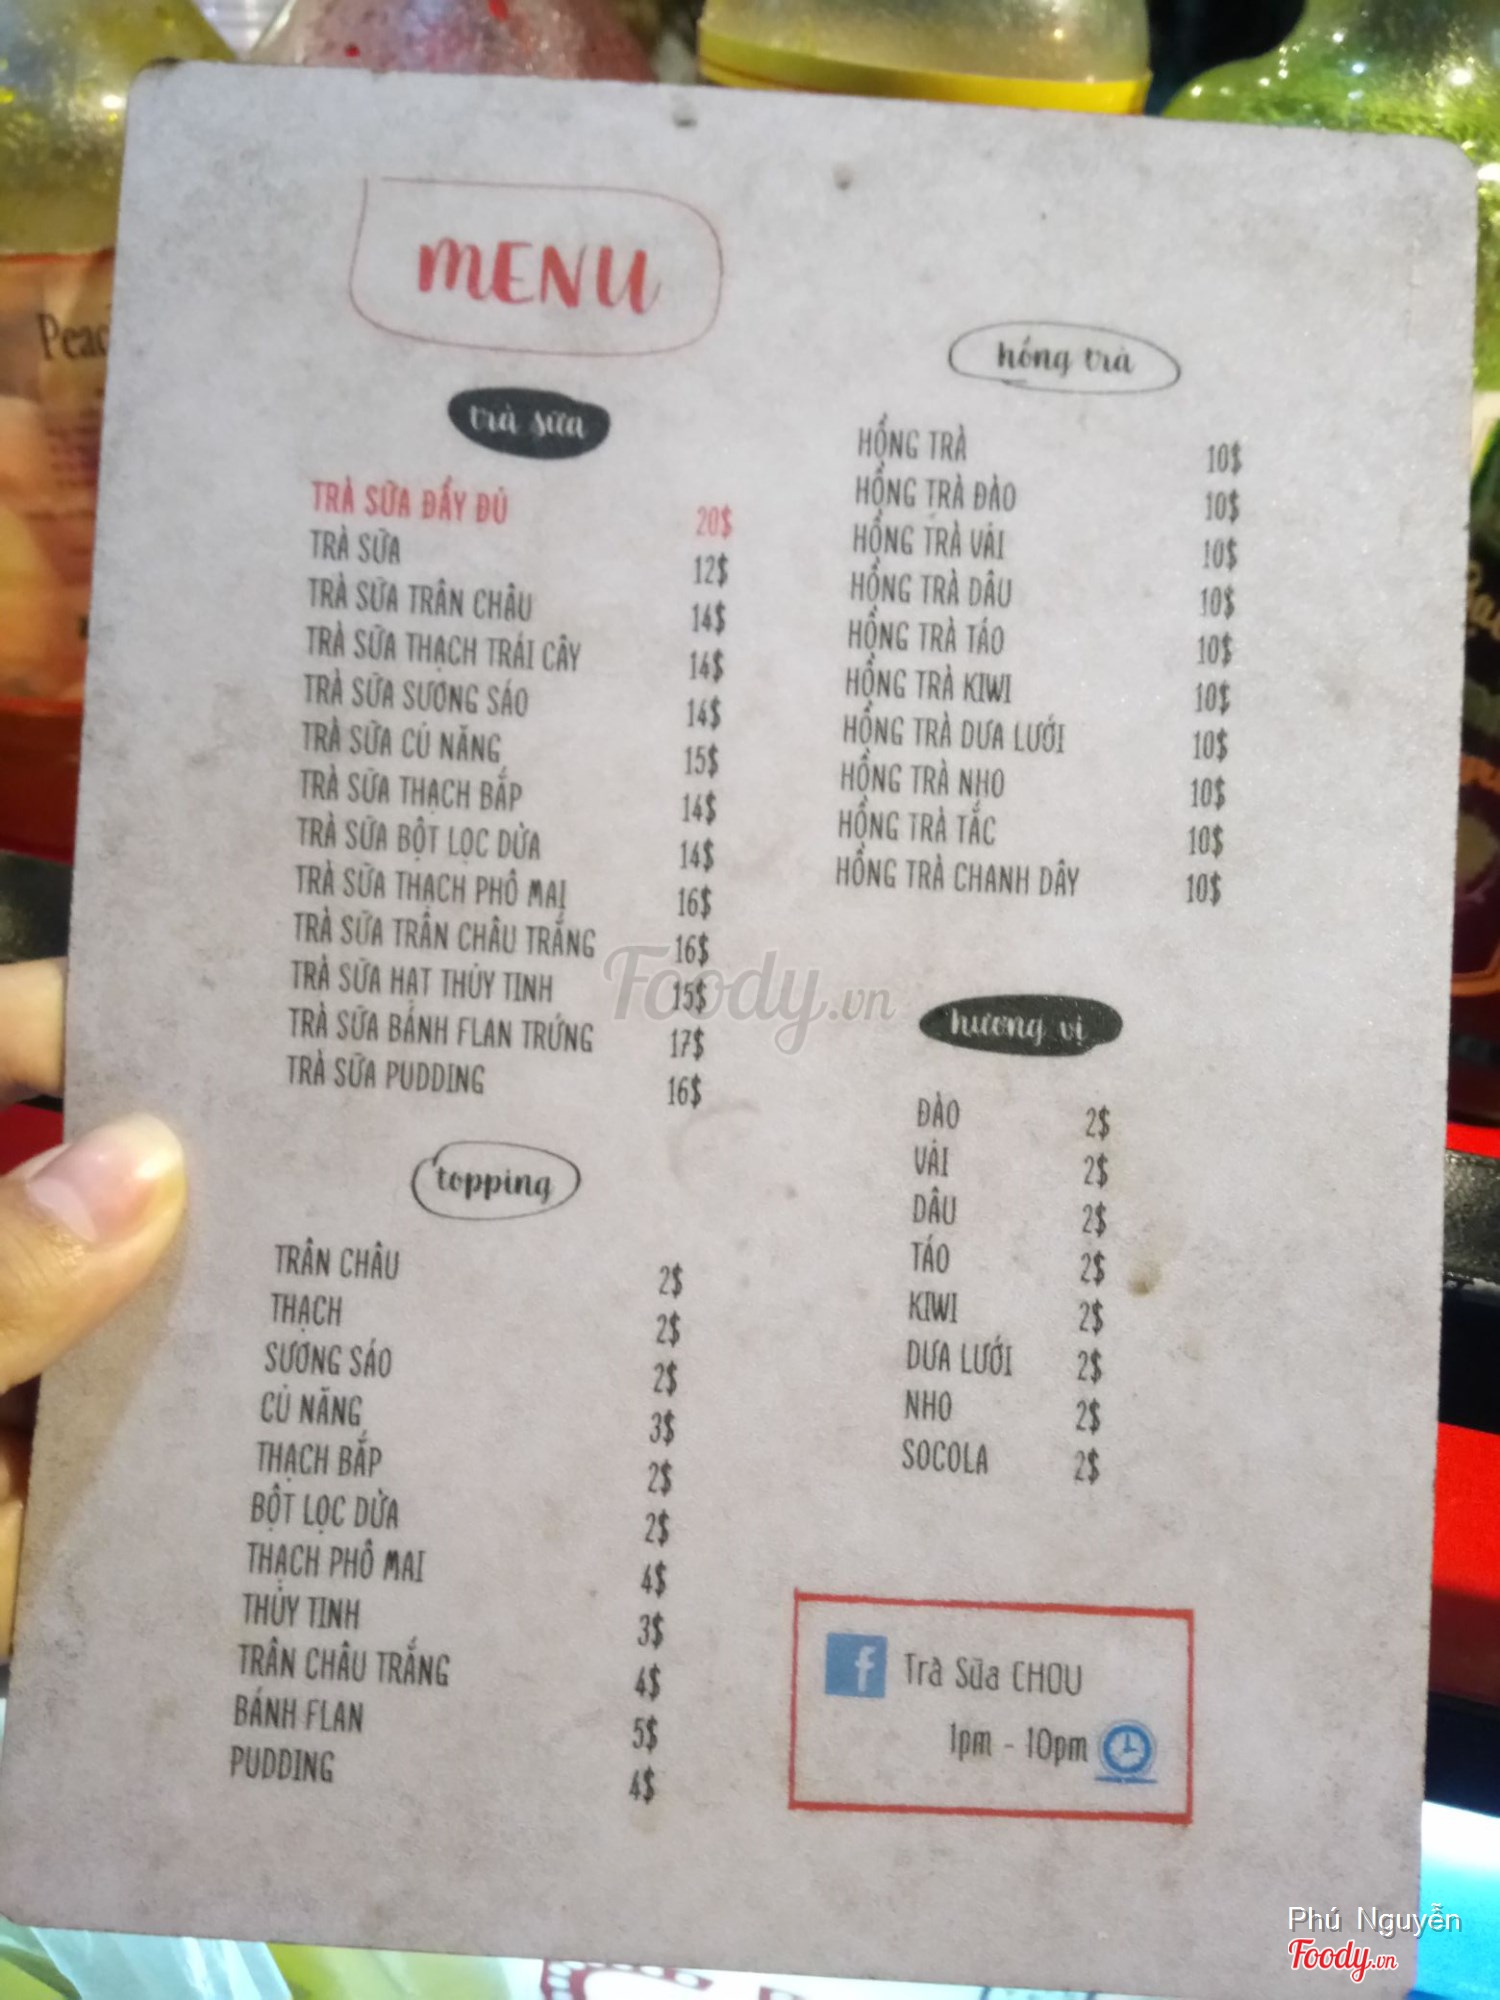 MENU
trà sữa
TRÀ SỮA ĐẦY ĐỦ 20$
TRÀ SỮA 12$
TRÀ SỮA TRÂN CHÂU 14$
TRÀ SỮA THẠCH TRÁI CÂY 14$
TRÀ SỮA SƯƠNG SÁO 14$
TRÀ SỮA CỦ NĂNG 15$
TRÀ SỮA THẠCH BẮP 14$
TRÀ SỮA BỘT LỌC DỪA 14$
TRÀ SỮA THẠCH PHÔ MAI 16$
TRÀ SỮA TRÂN CHÂU TRẮNG 16$
TRÀ SỮA HẠT THỦY TINH 15$
TRÀ SỮA BÁNH FLAN TRỨNG 17$
TRÀ SỮA PUDDING 16$
topping
TRÂN CHÂU 2$
THẠCH 2$
SƯƠNG SÁO 2$
CỦ NĂNG 3$
THẠCH BẮP 2$
BỘT LỌC DỪA 2$
THẠCH PHÔ MAI 4$
THỦY TINH 3$
TRÂN CHÂU TRẮNG 4$
BÁNH FLAN 5$
PUDDING 4$
hồng trà
HỒNG TRÀ 10$
HỒNG TRÀ ĐÀO 10$
HỒNG TRÀ VẢI 10$
HỒNG TRÀ DÂU 10$
HỒNG TRÀ TÁO 10$
HỒNG TRÀ KIWI 10$
HỒNG TRÀ DƯA LƯỚI 10$
HỒNG TRÀ NHO 10$
HỒNG TRÀ TẮC 10$
HỒNG TRÀ CHANH DÂY 10$
hương vị
ĐÀO 2$
VẢI 2$
DÂU 2$
TÁO 2$
KIWI 2$
DƯA LƯỚI 2$
NHO 2$
SOCOLA 2$
f Trà Sữa CHOU
1pm - 10pm
Foody.vn
Phú Nguyễn
Foody.vn